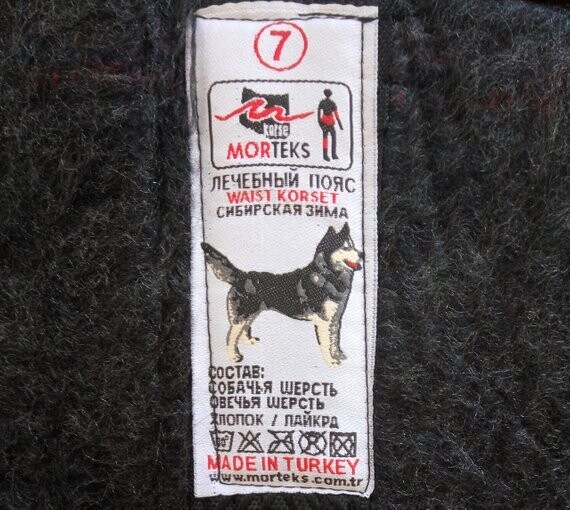 7
korse
MORTEKS
ЛЕЧЕБНЫЙ ПОЯС
WAIST KORSET
СИБИРСКАЯ ЗИМА
СОСТАВ:
СОБАЧЬЯ ШЕРСТЬ
ОВЕЧЬЯ ШЕРСТЬ
ХЛОПОК / ЛАЙКРА
MADE IN TURKEY
www.morteks.com.tr